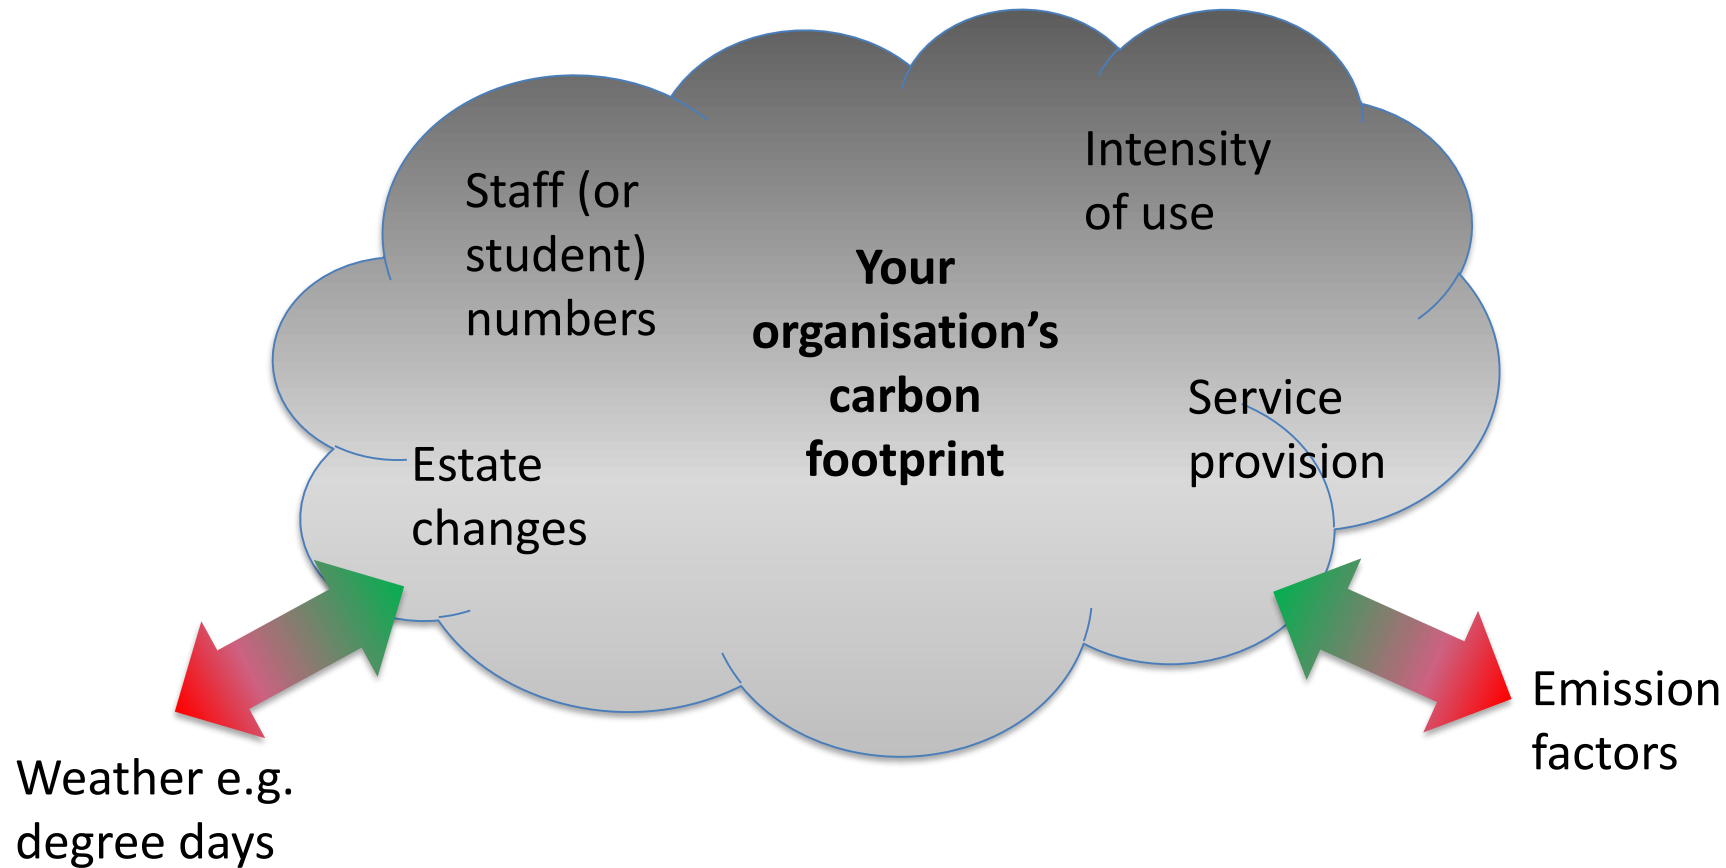 Staff (or
student)
numbers
Intensity
of use
Your
organisation’s
carbon
footprint
Estate
changes
Service
provision
Weather e.g.
degree days
Emission
factors